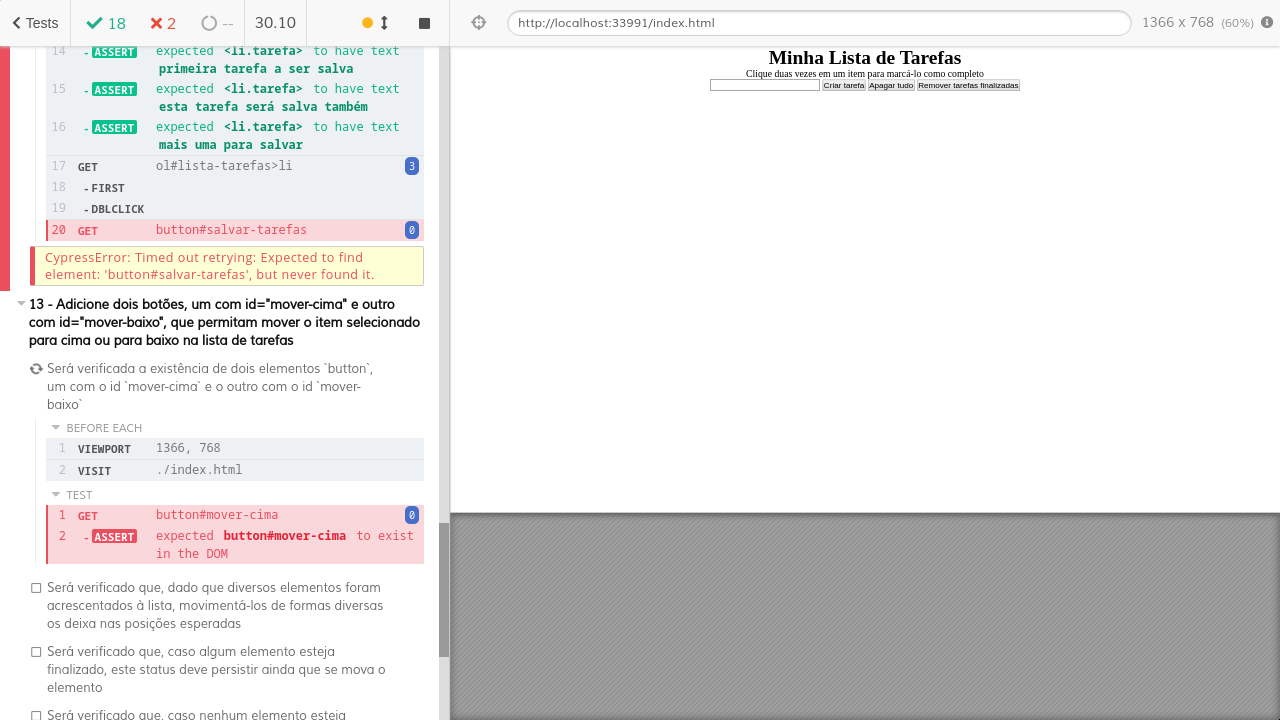 Tests 18 2 -- 30.10
http://localhost:33991/index.html 1366 x 768 (60%)
14 - ASSERT expected <li.tarefa> to have text
primeira tarefa a ser salva
15 - ASSERT expected <li.tarefa> to have text
esta tarefa será salva também
16 - ASSERT expected <li.tarefa> to have text
mais uma para salvar
17 GET ol#lista-tarefas>li 3
18 - FIRST
19 - DBLCLICK
20 GET button#salvar-tarefas 0
CypressError: Timed out retrying: Expected to find
element: 'button#salvar-tarefas', but never found it.
13 - Adicione dois botões, um com id="mover-cima" e outro
com id="mover-baixo", que permitam mover o item selecionado
para cima ou para baixo na lista de tarefas
Será verificada a existência de dois elementos `button`,
um com o id `mover-cima` e o outro com o id `mover-
baixo`
BEFORE EACH
1 VIEWPORT 1366, 768
2 VISIT ./index.html
TEST
1 GET button#mover-cima 0
2 - ASSERT expected button#mover-cima to exist
in the DOM
Será verificado que, dado que diversos elementos foram
acrescentados à lista, movimentá-los de formas diversas
os deixa nas posições esperadas
Será verificado que, caso algum elemento esteja
finalizado, este status deve persistir ainda que se mova o
elemento
Será verificado que, caso nenhum elemento esteja
Minha Lista de Tarefas
Clique duas vezes em um item para marcá-lo como completo
Criar tarefa Apagar tudo Remover tarefas finalizadas